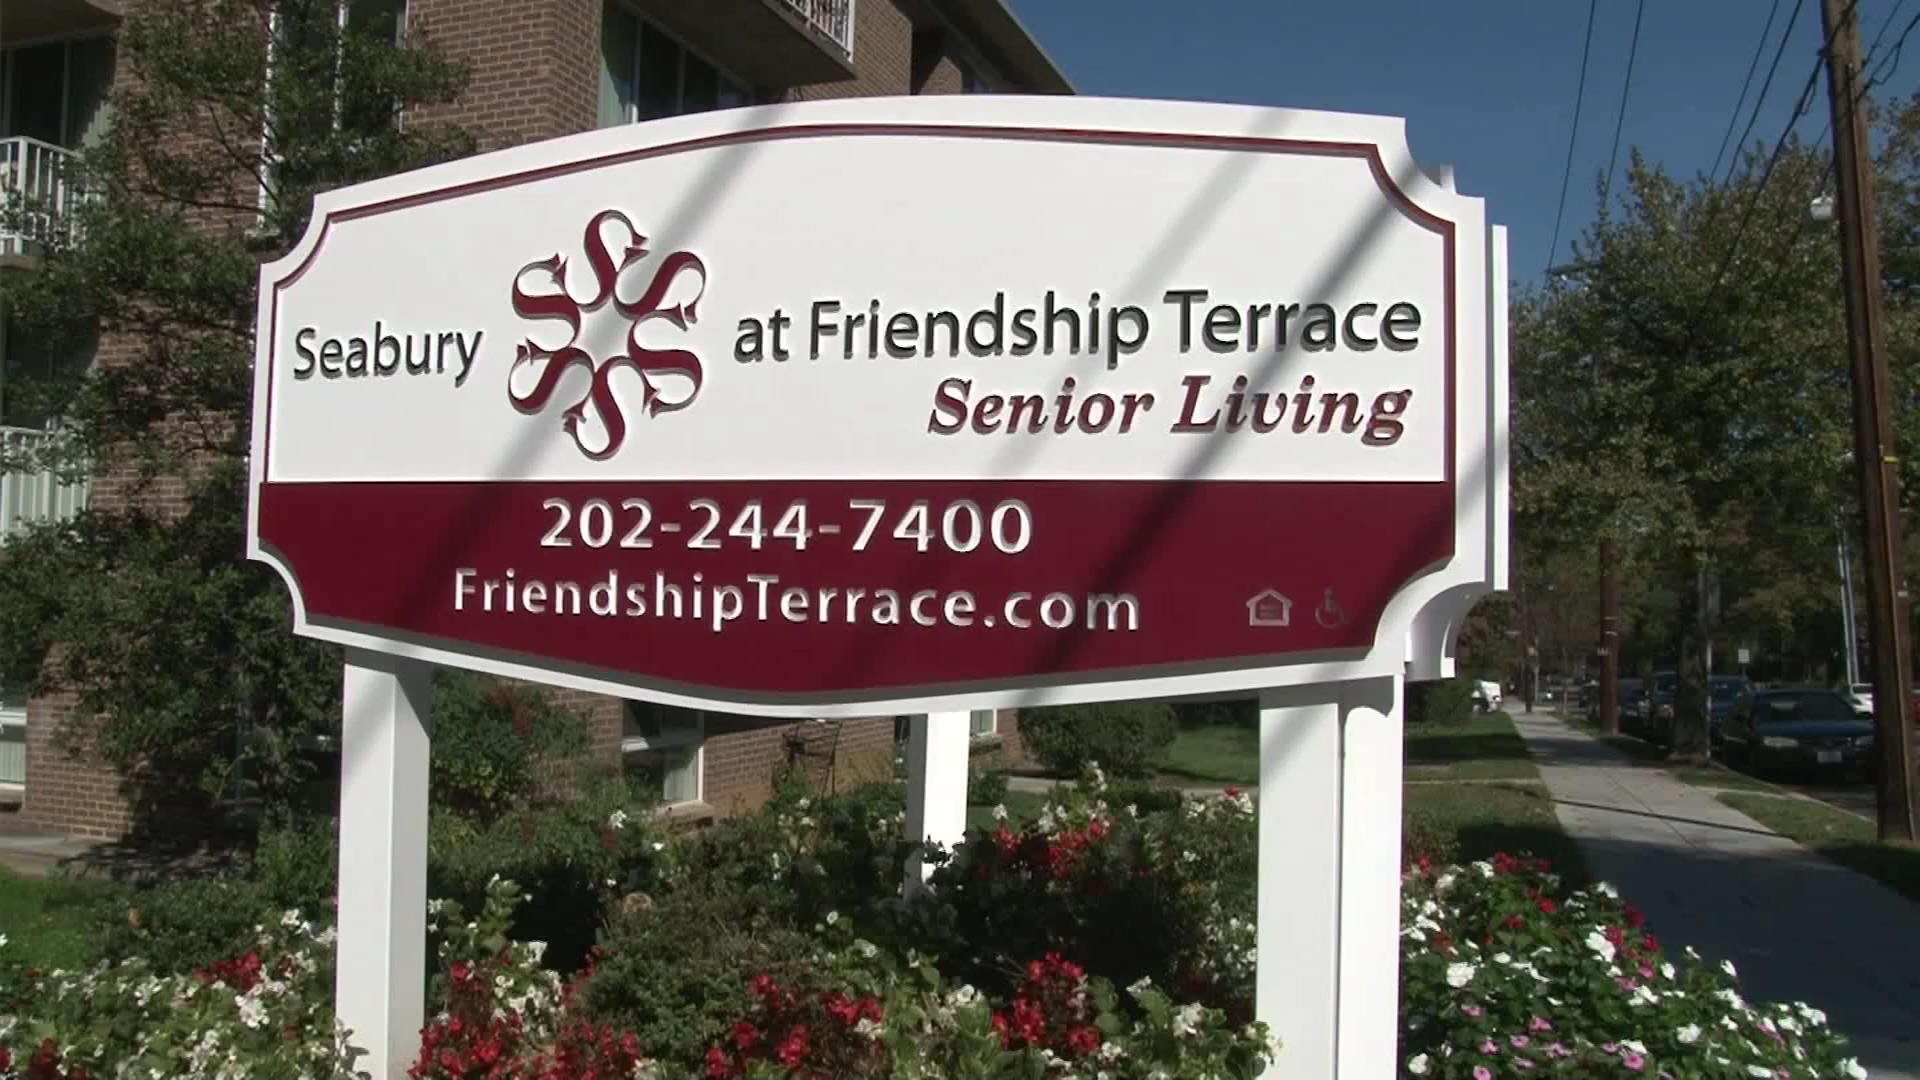 Seabury at Friendship Terrace
Senior Living
202-244-7400
FriendshipTerrace.com